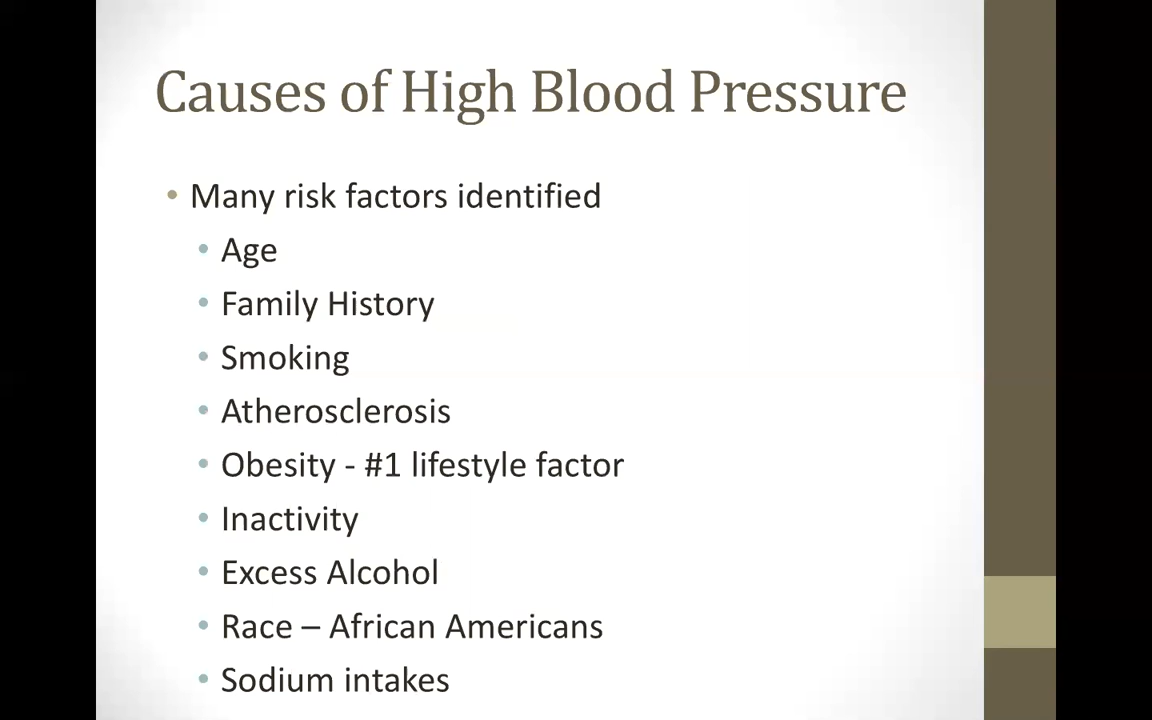 Causes of High Blood Pressure
• Many risk factors identified
• Age
• Family History
• Smoking
• Atherosclerosis
• Obesity - #1 lifestyle factor
• Inactivity
• Excess Alcohol
• Race – African Americans
• Sodium intakes